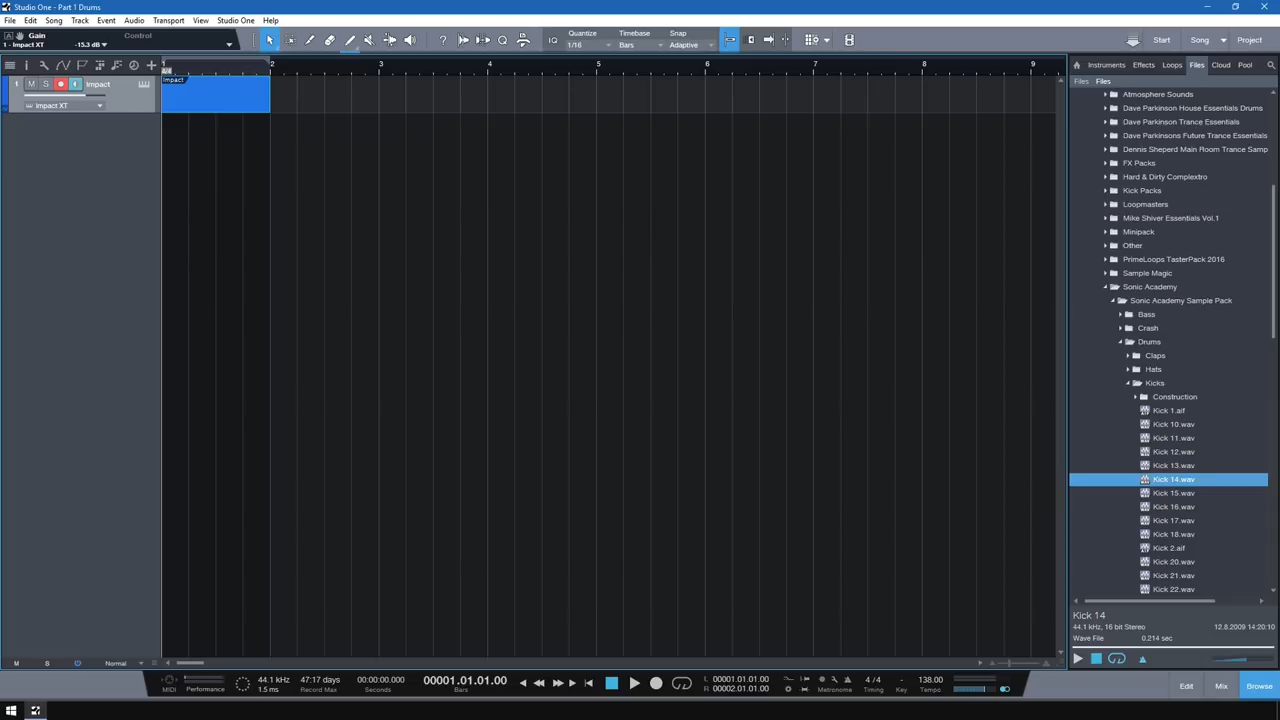 Studio One - Part 1 Drums
File Edit Song Track Event Audio Transport View Studio One Help
Gain Control
1 - Impact XT -15.3 dB
Quantize Timebase Snap
1/16 Bars Adaptive
IQ
Start Song Project
Instruments Effects Loops Files Cloud Pool
Files Files
1 2 3 4 5 6 7 8 9
4/4
1 M S Impact
Impact XT
Impact
Atmosphere Sounds
Dave Parkinson House Essentials Drums
Dave Parkinson Trance Essentials
Dave Parkinsons Future Trance Essentials
Dennis Sheperd Main Room Trance Samp
FX Packs
Hard & Dirty Complextro
Kick Packs
Loopmasters
Mike Shiver Essentials Vol.1
Minipack
Other
PrimeLoops TasterPack 2016
Sample Magic
Sonic Academy
Sonic Academy Sample Pack
Bass
Crash
Drums
Claps
Hats
Kicks
Construction
Kick 1.aif
Kick 10.wav
Kick 11.wav
Kick 12.wav
Kick 13.wav
Kick 14.wav
Kick 15.wav
Kick 16.wav
Kick 17.wav
Kick 18.wav
Kick 2.aif
Kick 20.wav
Kick 21.wav
Kick 22.wav
Kick 14
44.1 kHz, 16 bit Stereo 12.8.2009 14:20:10
Wave File 0.214 sec
M S Normal
MIDI Performance
44.1 kHz
1.5 ms
47:17 days
Record Max
00:00:00.000
Seconds
00001.01.01.00
Bars
L 00001.01.01.00
R 00002.01.01.00
Metronome
4 / 4
Timing
-
Key
138.00
Tempo
Edit Mix Browse